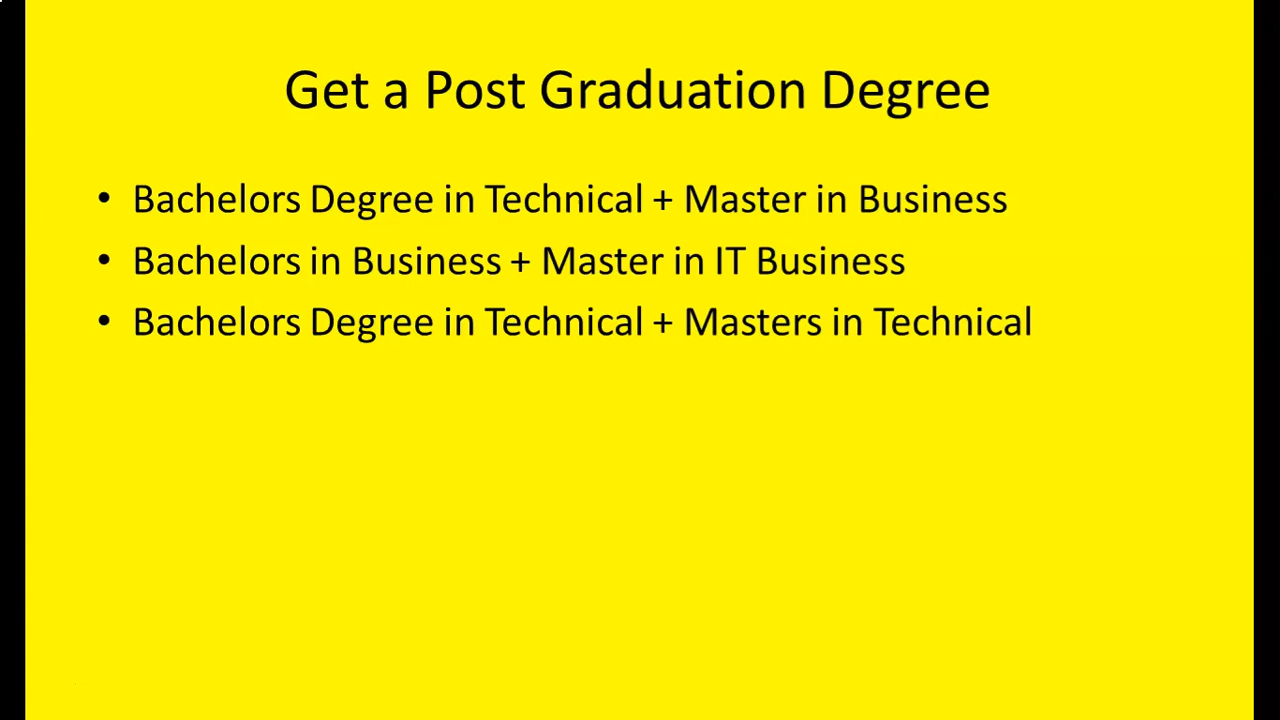 Get a Post Graduation Degree
• Bachelors Degree in Technical + Master in Business
• Bachelors in Business + Master in IT Business
• Bachelors Degree in Technical + Masters in Technical